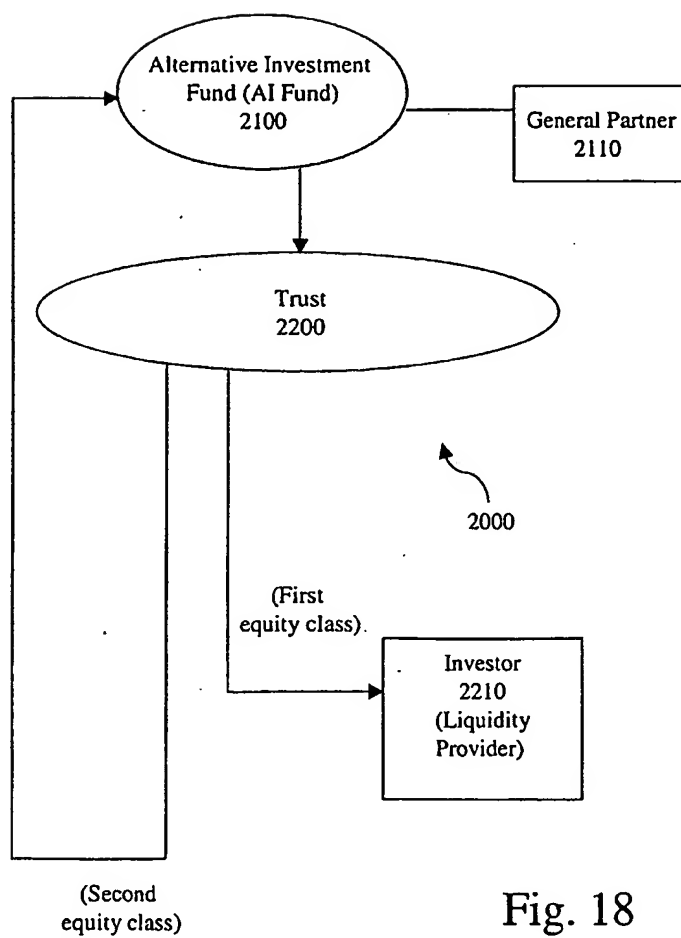 Alternative Investment
Fund (AI Fund)
2100
General Partner
2110
Trust
2200
2000
(First
equity class).
Investor
2210
(Liquidity
Provider)
(Second
equity class)
Fig. 18